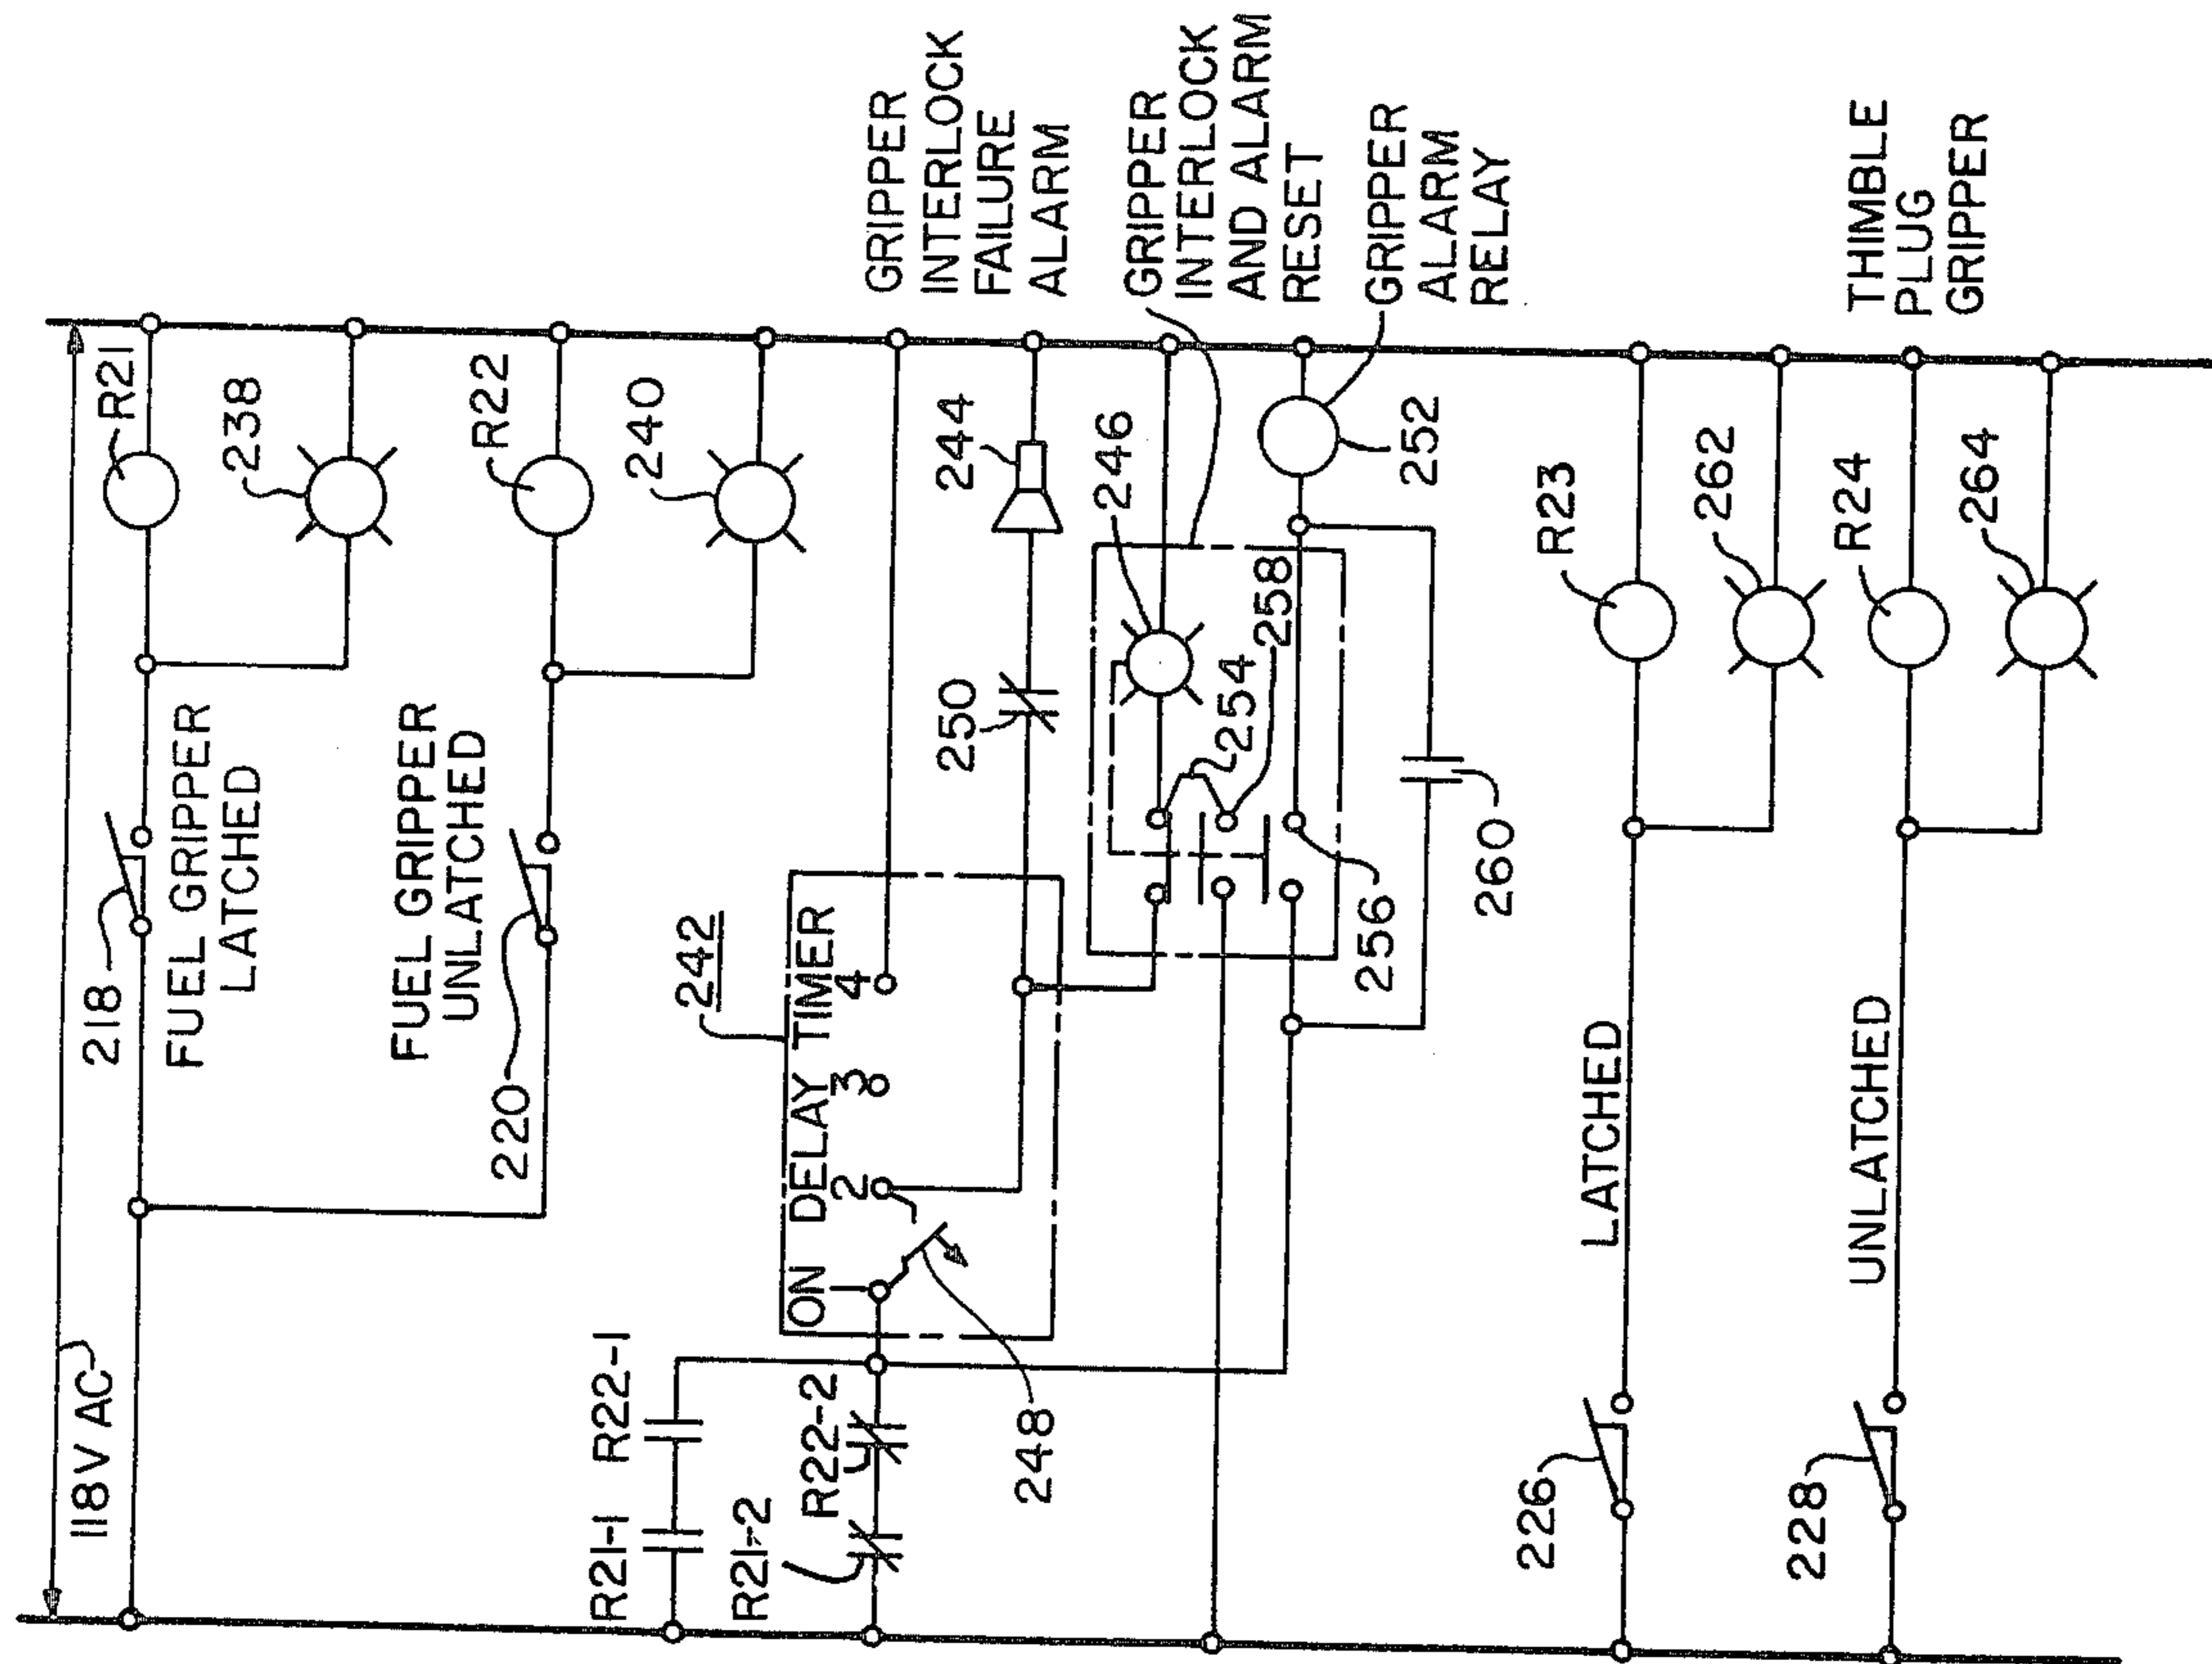 118V AC
R21
238
218
FUEL GRIPPER
LATCHED
R22
240
FUEL GRIPPER
UNLATCHED
220
R21-1 R22-1
242
ON DELAY TIMER
2 3 4
R21-2
R22-2
248
244
250
GRIPPER
INTERLOCK
FAILURE
ALARM
246
254
258
GRIPPER
INTERLOCK
AND ALARM
RESET
256
252
GRIPPER
ALARM
RELAY
260
R23
LATCHED
226
262
R24
UNLATCHED
228
264
THIMBLE
PLUG
GRIPPER